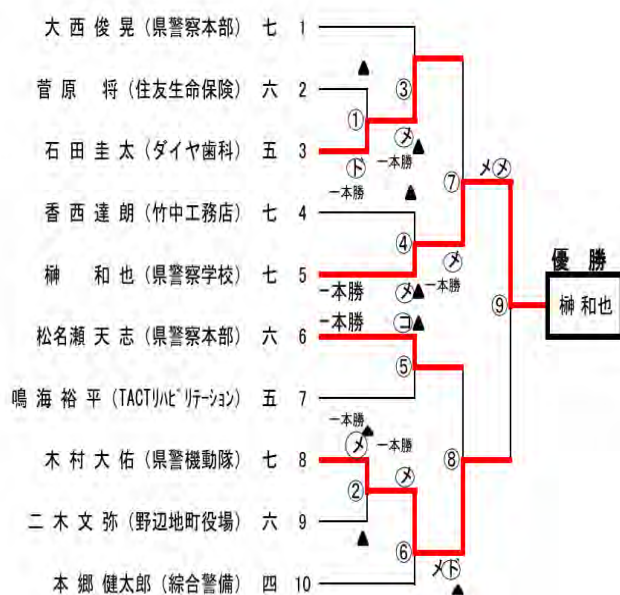 大西俊晃(県警察本部) 七 1
▲
菅原 将(住友生命保険) 六 2
③
①
石田圭太(ダイヤ歯科) 五 3
メ ▲
ド 一本勝
一本勝 ▲
⑦ メメ
香西達朗(竹中工務店) 七 4
④
メ
榊 和也(県警察学校) 七 5
一本勝 メ▲ 一本勝
優勝
⑨ 榊 和也
一本勝 コ▲
松名瀬 天志(県警察本部) 六 6
⑤
鳴海裕平(TACTリハビリテーション) 五 7
一本勝 ▲
メ 一本勝
木村大佑(県警機動隊) 七 8
⑧
メ
②
二木文弥(野辺地町役場) 六 9
▲
⑥
メド
本郷健太郎(綜合警備) 四 10
▲